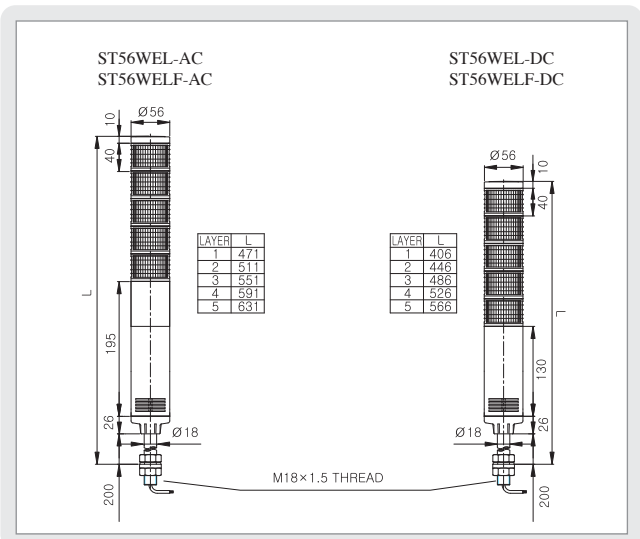 ST56WEL-AC
ST56WELF-AC
ST56WEL-DC
ST56WELF-DC
Ø56
10
40
L
195
26
Ø18
200
LAYER L
1 471
2 511
3 551
4 591
5 631
LAYER L
1 406
2 446
3 486
4 526
5 566
Ø56
10
40
L
130
26
Ø18
200
M18×1.5 THREAD